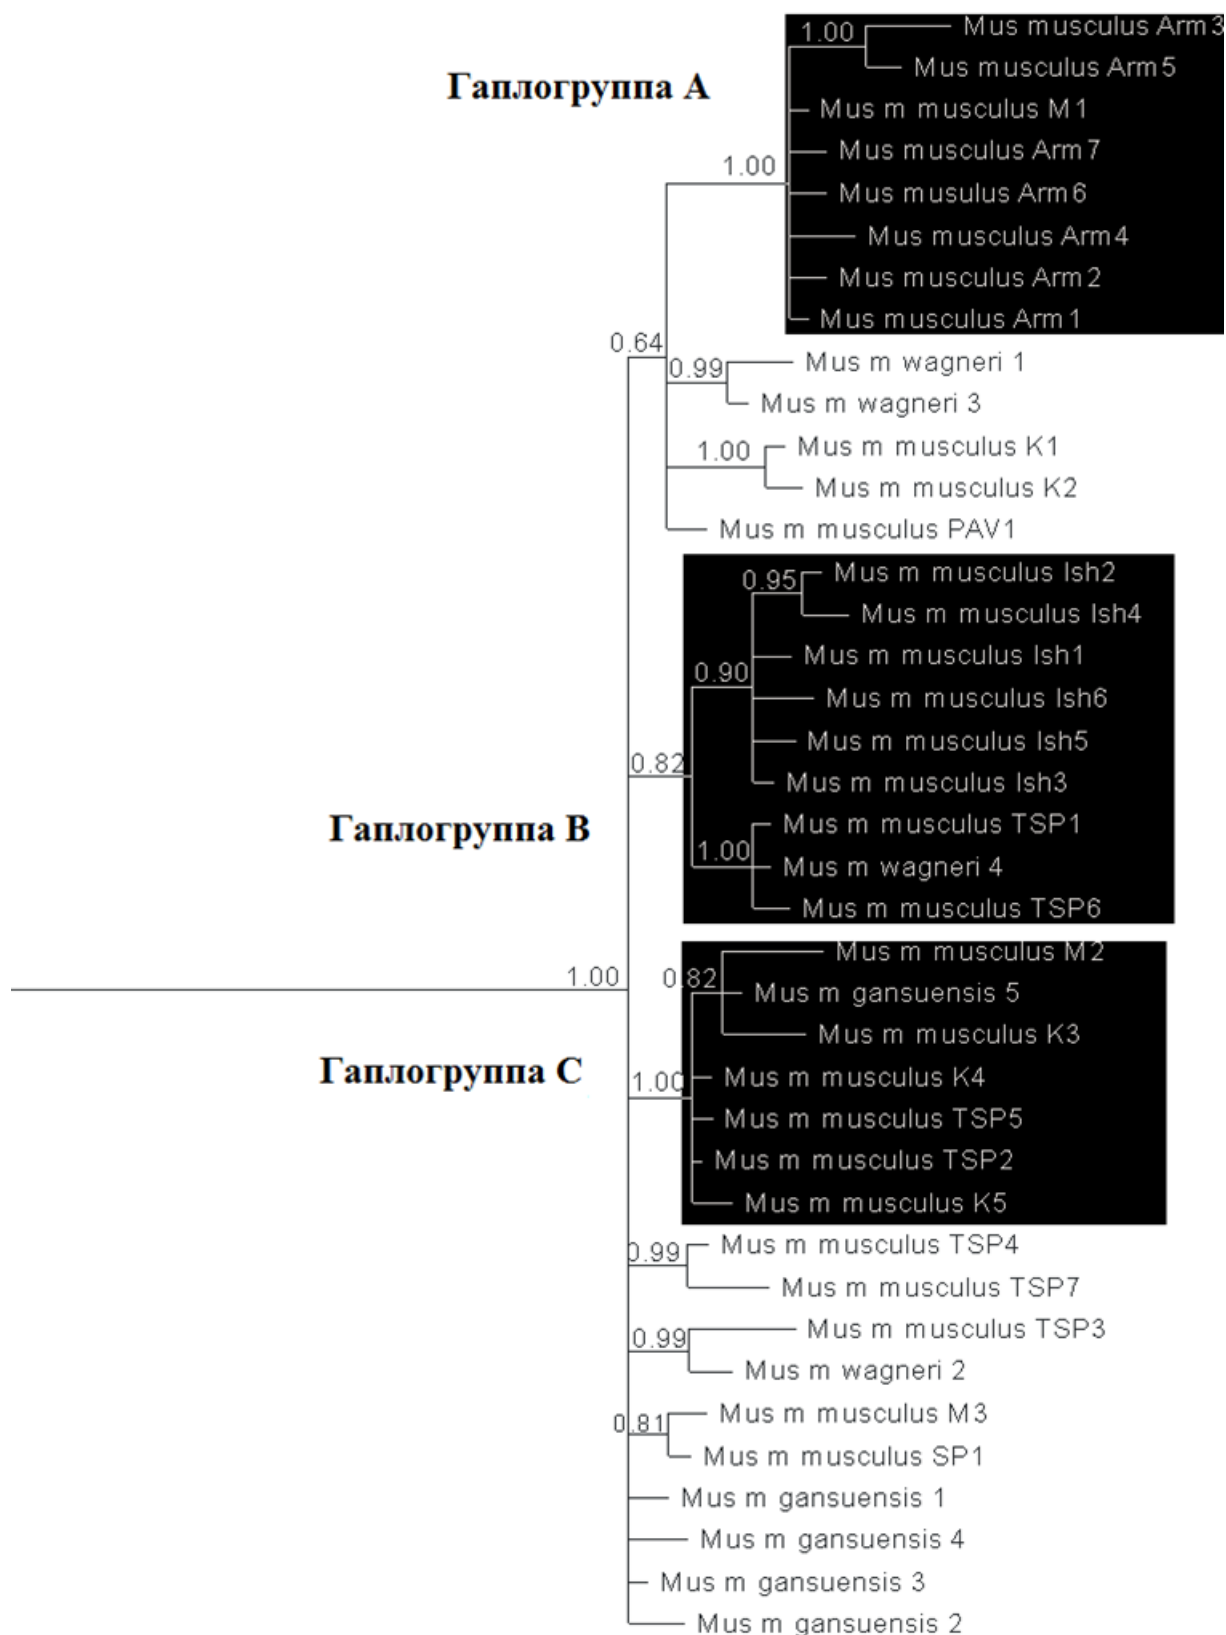 1.00
Mus musculus Arm3
Mus musculus Arm5
Гаплогруппа А
Mus m musculus M1
Mus musculus Arm7
1.00
Mus musulus Arm6
Mus musculus Arm4
Mus musculus Arm2
Mus musculus Arm1
0.64
Mus m wagneri 1
0.99
Mus m wagneri 3
Mus m musculus K1
1.00
Mus m musculus K2
Mus m musculus PAV1
Mus m musculus Ish2
0.95
Mus m musculus Ish4
Mus m musculus Ish1
0.90
Mus m musculus Ish6
Mus m musculus Ish5
0.82
Mus m musculus Ish3
Гаплогруппа В
Mus m musculus TSP1
1.00
Mus m wagneri 4
Mus m musculus TSP6
Mus m musculus M2
1.00
0.82
Mus m gansuensis 5
Mus m musculus K3
Гаплогруппа С
1.00
Mus m musculus K4
Mus m musculus TSP5
Mus m musculus TSP2
Mus m musculus K5
Mus m musculus TSP4
0.99
Mus m musculus TSP7
Mus m musculus TSP3
0.99
Mus m wagneri 2
Mus m musculus M3
0.81
Mus m musculus SP1
Mus m gansuensis 1
Mus m gansuensis 4
Mus m gansuensis 3
Mus m gansuensis 2